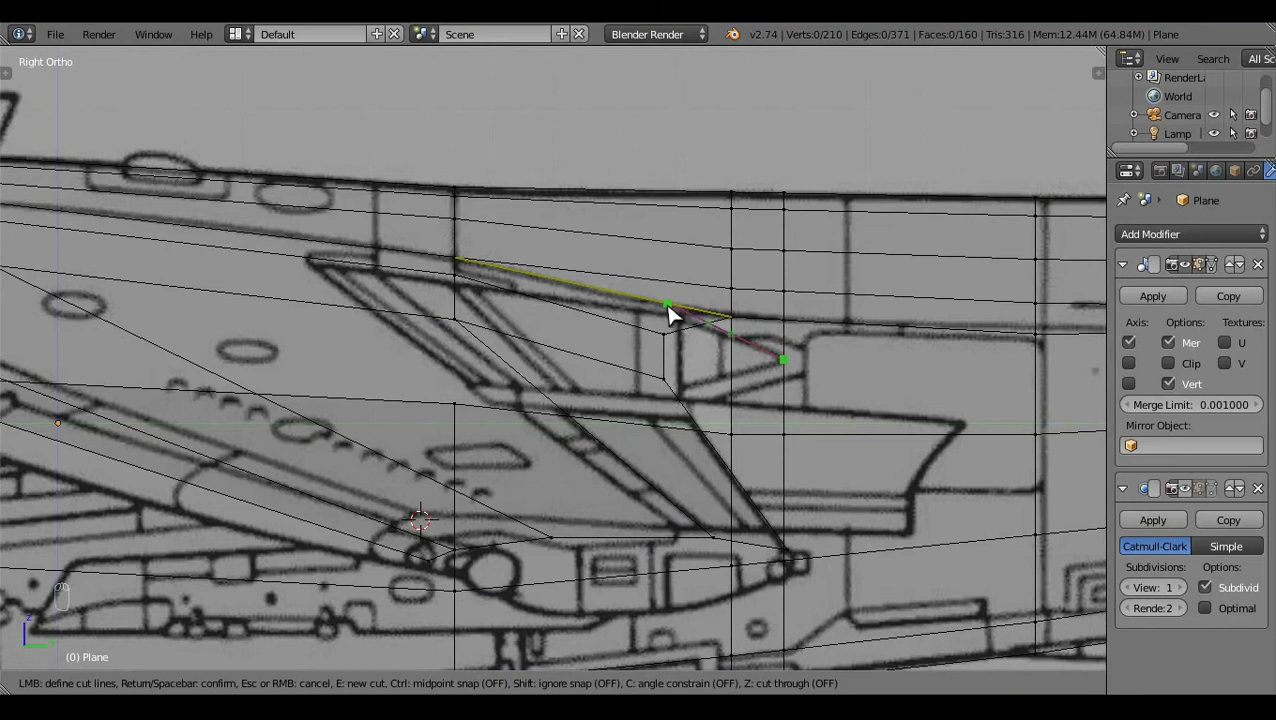 File Render Window Help Default Scene Blender Render v2.74 | Verts:0/210 | Edges:0/371 | Faces:0/160 | Tris:316 | Mem:12.44M (64.84M) | Plane
Right Ortho
View Search All Sc
RenderLa
World
Camera
Lamp
Plane
Add Modifier
Apply Copy
Axis: Options: Textures:
Mer U
Clip V
Vert
Merge Limit: 0.001000
Mirror Object:
Apply Copy
Catmull-Clark Simple
Subdivisions: Options:
View: 1 Subdivid
Rende:2 Optimal
z
y
(0) Plane
LMB: define cut lines, Return/Spacebar: confirm, Esc or RMB: cancel, E: new cut, Ctrl: midpoint snap (OFF), Shift: ignore snap (OFF), C: angle constrain (OFF), Z: cut through (OFF)